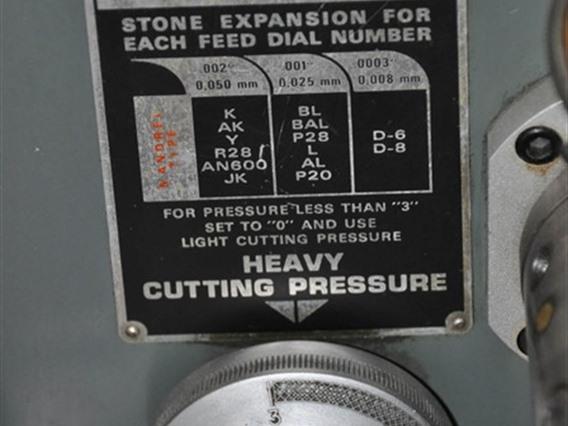 STONE EXPANSION FOR
EACH FEED DIAL NUMBER
002" 001" 0003"
0,050 mm 0,025 mm 0,008 mm
MANDREL
TYPE
K BL
AK BAL D-6
Y P28 D-8
R28 L
AN600 AL
JK P20
FOR PRESSURE LESS THAN "3"
SET TO "0" AND USE
LIGHT CUTTING PRESSURE
HEAVY
CUTTING PRESSURE
3